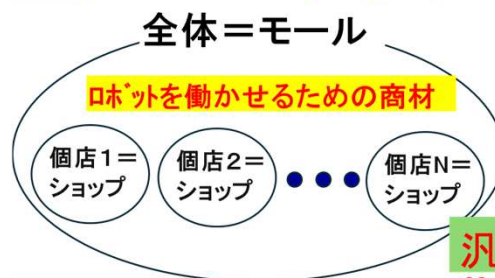 全体＝モール
ﾛﾎﾞｯﾄを働かせるための商材
個店１＝
ショップ
個店２＝
ショップ
個店N＝
ショップ
汎